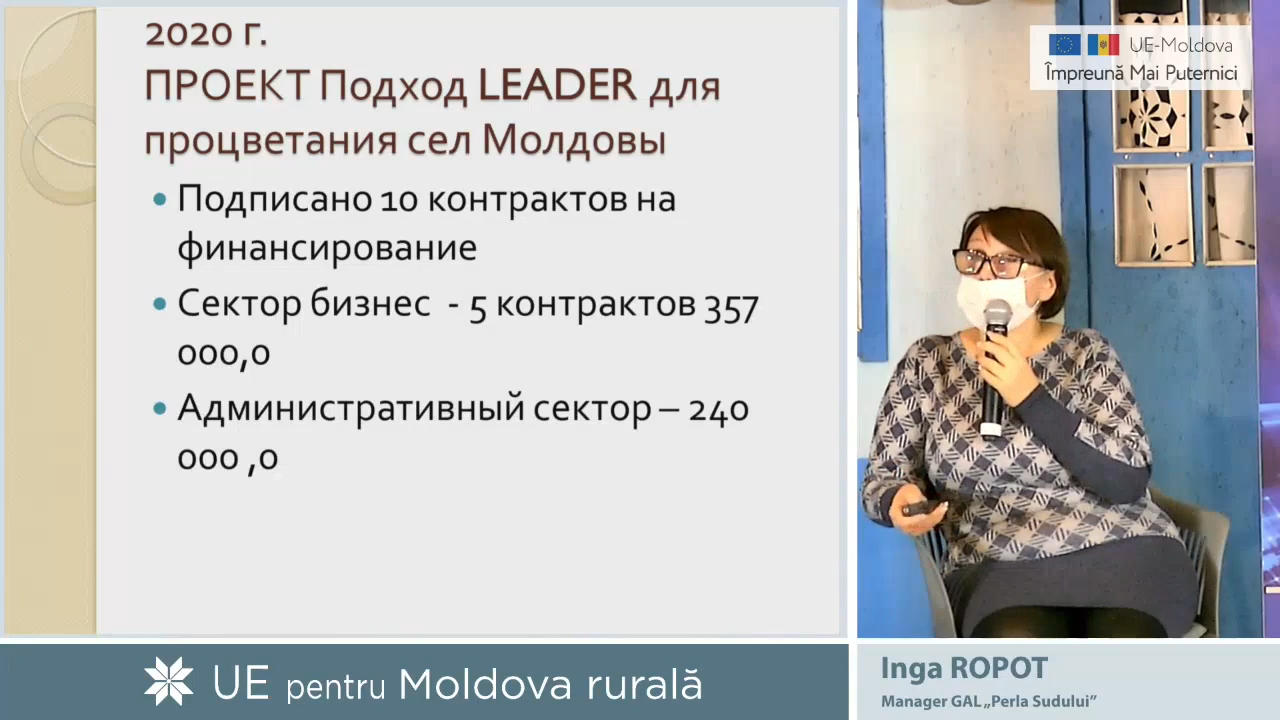 2020 г.
ПРОЕКТ Подход LEADER для
процветания сел Молдовы
• Подписано 10 контрактов на
финансирование
• Сектор бизнес - 5 контрактов 357
000,0
• Административный сектор – 240
000 ,0
UE-Moldova
Împreună Mai Puternici
UE pentru Moldova rurală
Inga ROPOT
Manager GAL „Perla Sudului”